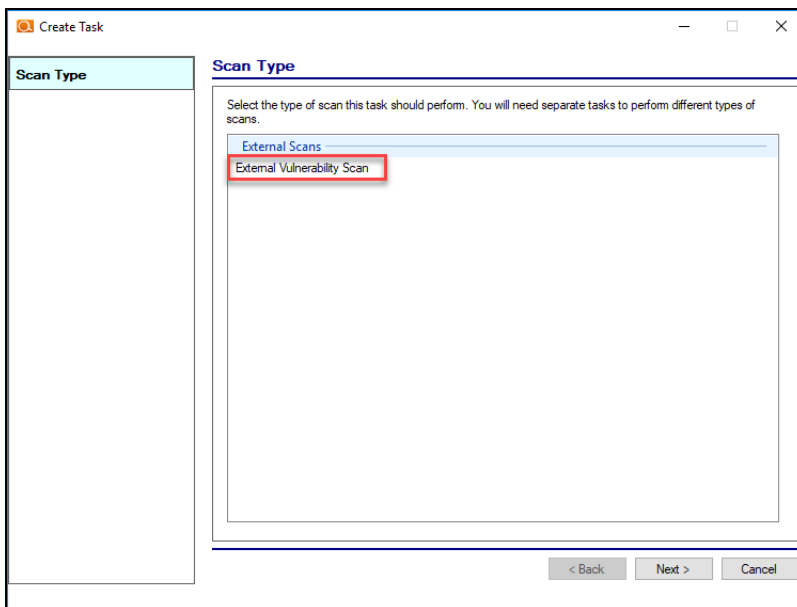 Create Task
Scan Type
Scan Type
Select the type of scan this task should perform. You will need separate tasks to perform different types of
scans.
External Scans
External Vulnerability Scan
< Back Next > Cancel